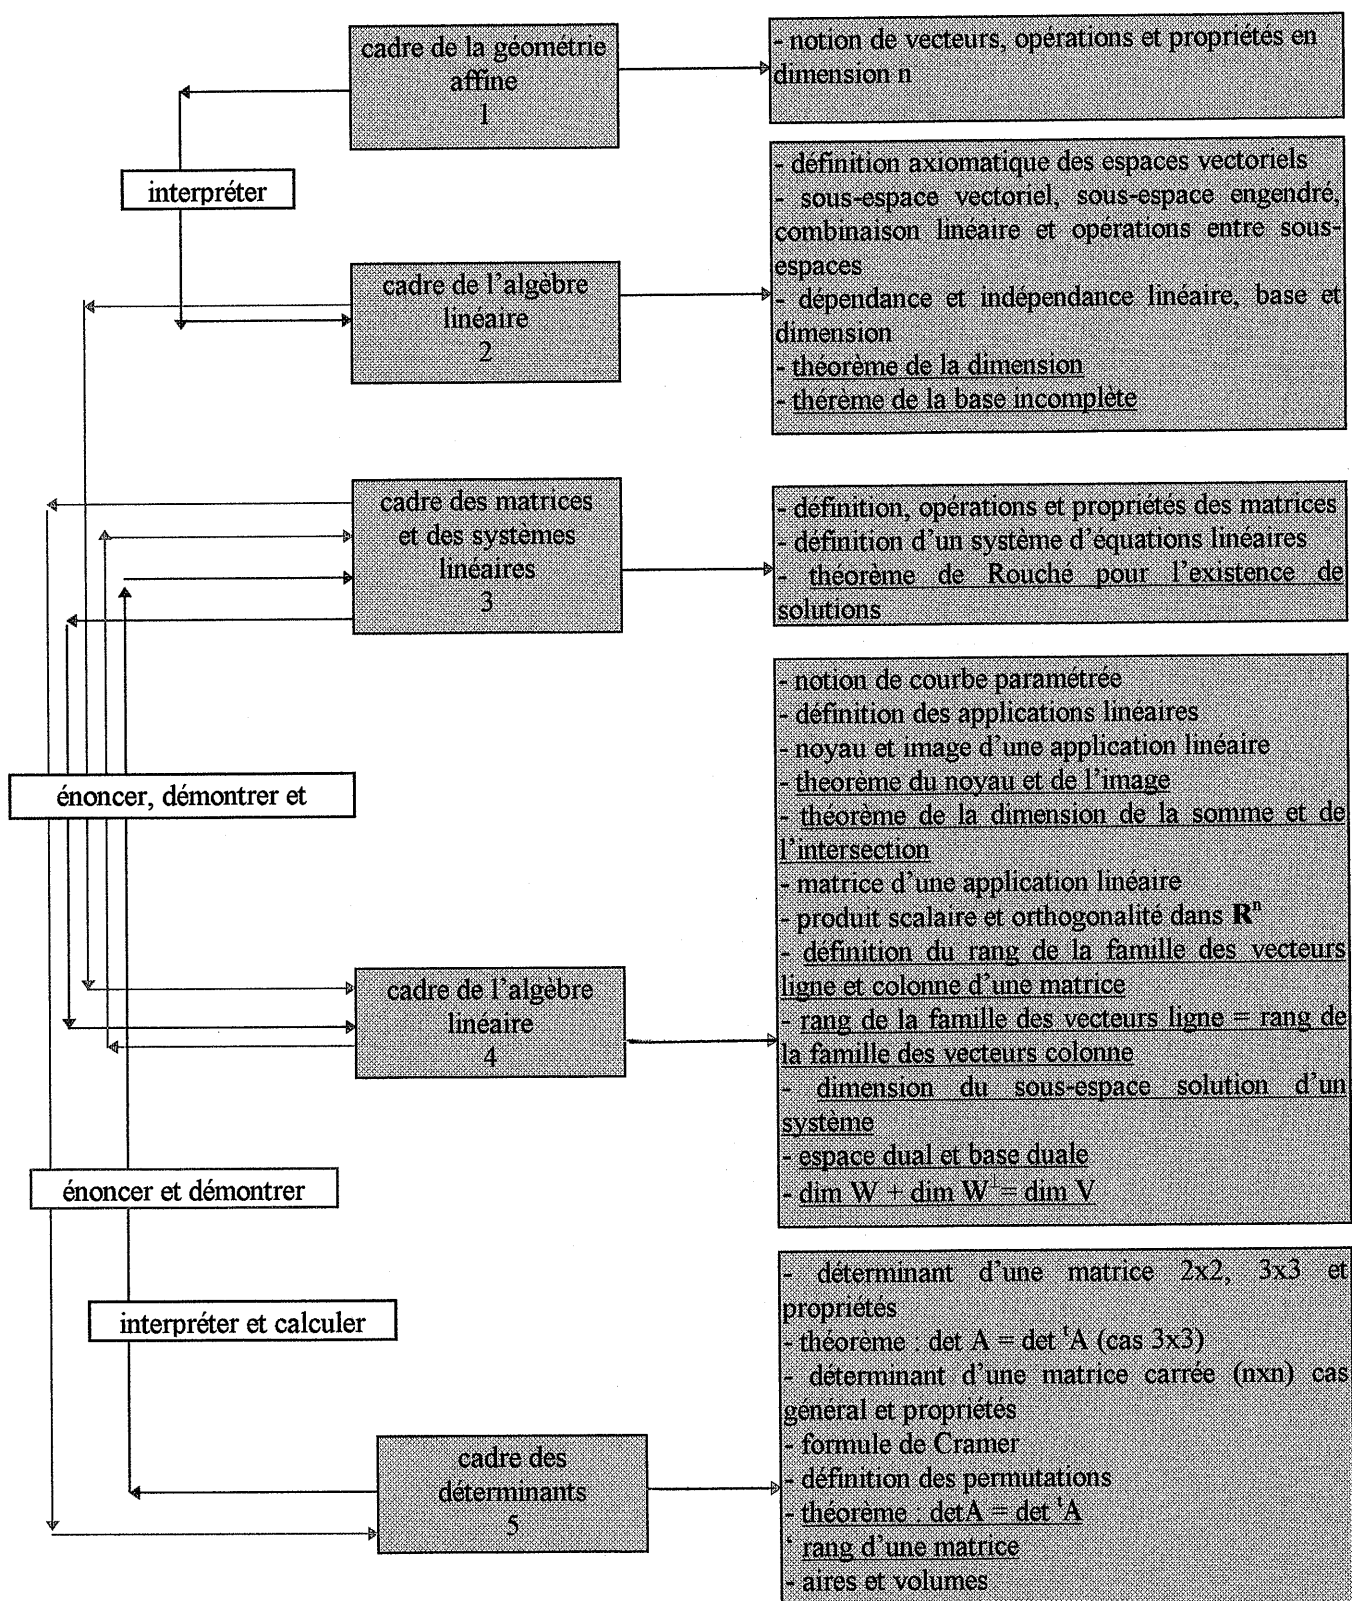 cadre de la géométrie
affine
1
- notion de vecteurs, opérations et propriétés en
dimension n
interpréter
- définition axiomatique des espaces vectoriels
- sous-espace vectoriel, sous-espace engendré,
combinaison linéaire et opérations entre sous-
espaces
- dépendance et indépendance linéaire, base et
dimension
- théorème de la dimension
- thérème de la base incomplète
cadre de l'algèbre
linéaire
2
cadre des matrices
et des systèmes
linéaires
3
- définition, opérations et propriétés des matrices
- définition d'un système d'équations linéaires
- théorème de Rouché pour l'existence de
solutions
énoncer, démontrer et
- notion de courbe paramétrée
- définition des applications linéaires
- noyau et image d'une application linéaire
- theorème du noyau et de l'image
- théorème de la dimension de la somme et de
l'intersection
- matrice d'une application linéaire
- produit scalaire et orthogonalité dans Rⁿ
- définition du rang de la famille des vecteurs
ligne et colonne d'une matrice
- rang de la famille des vecteurs ligne = rang de
la famille des vecteurs colonne
- dimension du sous-espace solution d'un
système
- espace dual et base duale
- dim W + dim W⊥= dim V
cadre de l'algèbre
linéaire
4
énoncer et démontrer
interpréter et calculer
- déterminant d'une matrice 2x2, 3x3 et
propriétés
- théorème : det A = det ᵗA (cas 3x3)
- déterminant d'une matrice carrée (nxn) cas
général et propriétés
- formule de Cramer
- définition des permutations
- théorème : detA = det ᵗA
' rang d'une matrice
- aires et volumes
cadre des
déterminants
5